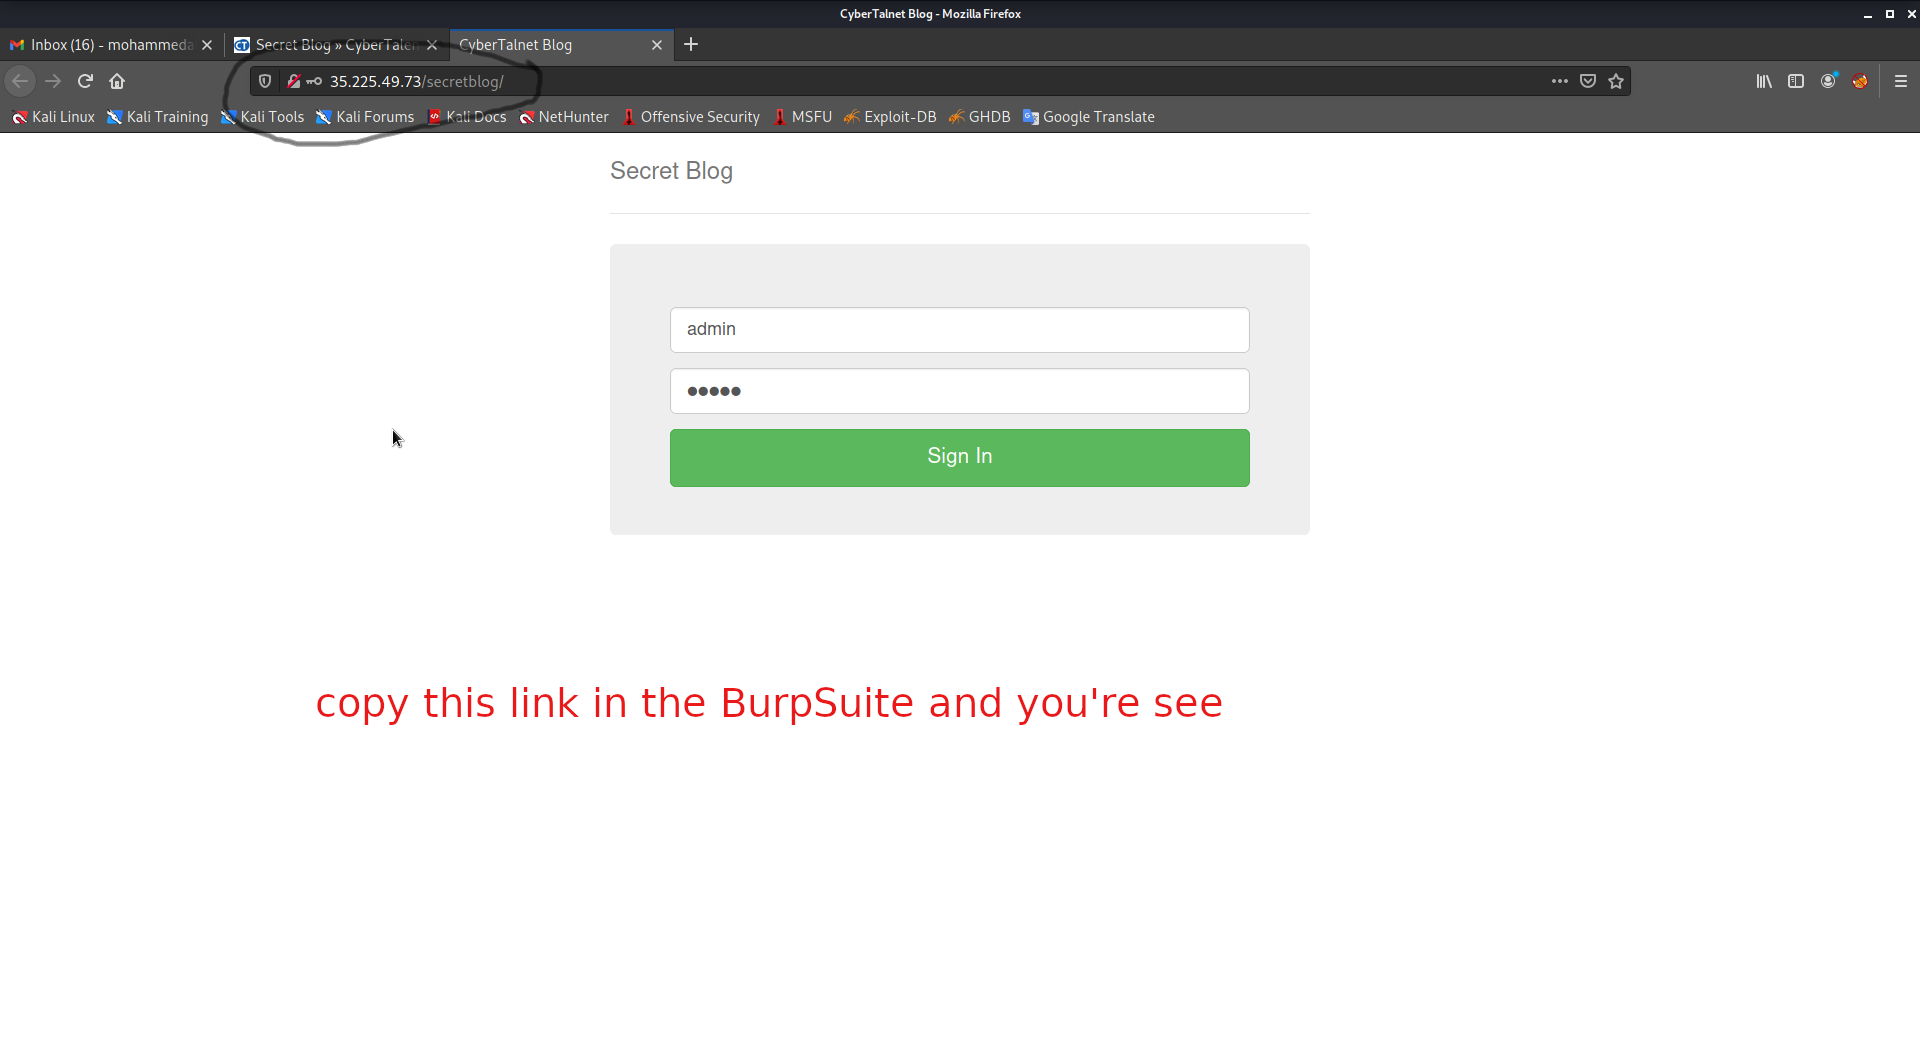 CyberTalnet Blog - Mozilla Firefox
Inbox (16) - mohammeda
Secret Blog » CyberTalen
CyberTalnet Blog
35.225.49.73/secretblog/
Kali Linux Kali Training Kali Tools Kali Forums Kali Docs NetHunter Offensive Security MSFU Exploit-DB GHDB Google Translate
Secret Blog
admin
Sign In
copy this link in the BurpSuite and you're see